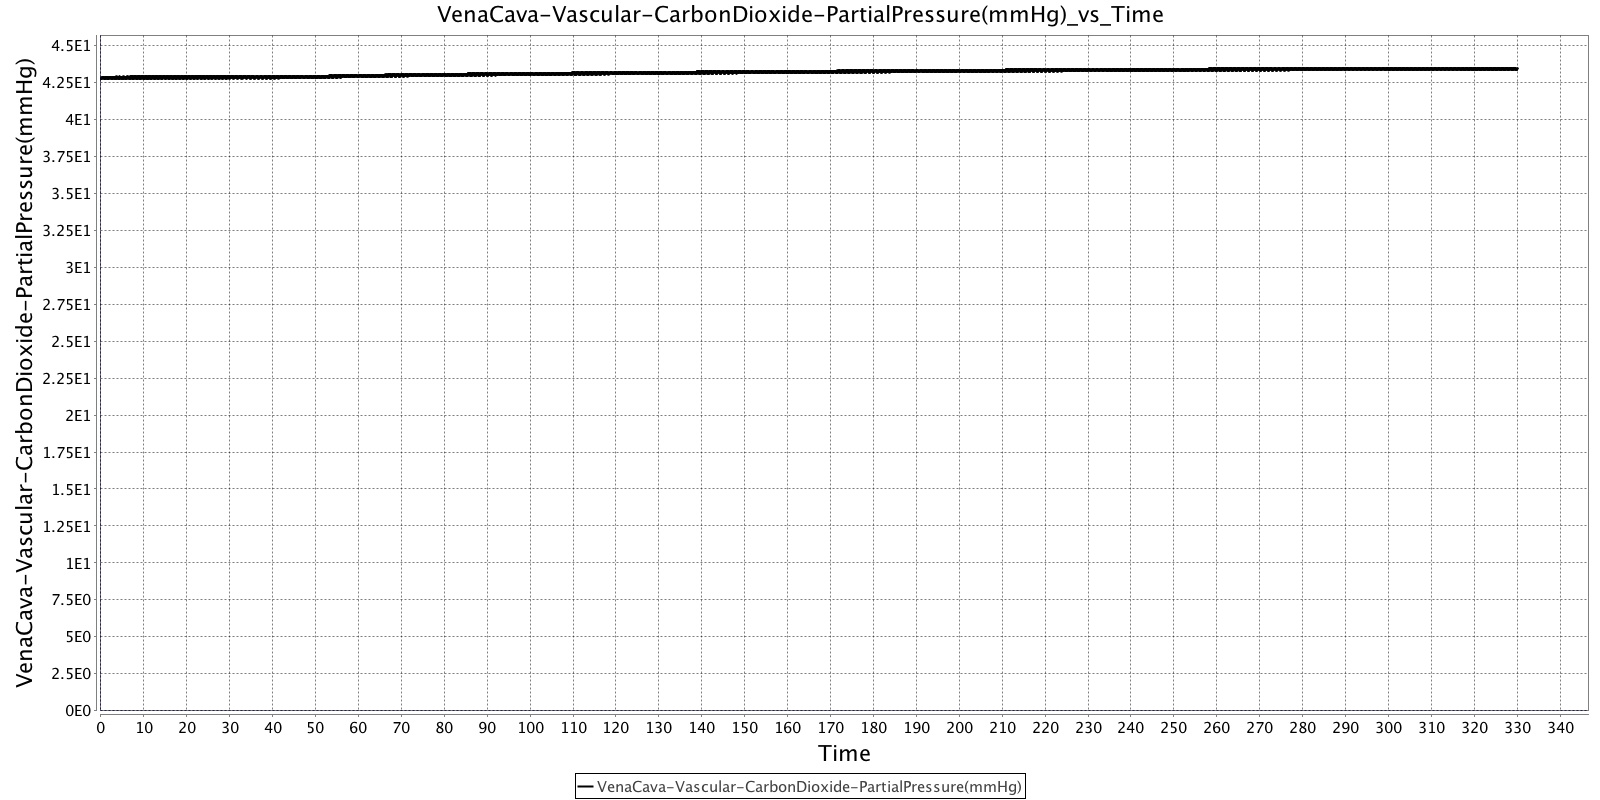 VenaCava-Vascular-CarbonDioxide-PartialPressure(mmHg)_vs_Time
VenaCava-Vascular-CarbonDioxide-PartialPressure(mmHg)
4.5E1
4.25E1
4E1
3.75E1
3.5E1
3.25E1
3E1
2.75E1
2.5E1
2.25E1
2E1
1.75E1
1.5E1
1.25E1
1E1
7.5E0
5E0
2.5E0
0E0
0 10 20 30 40 50 60 70 80 90 100 110 120 130 140 150 160 170 180 190 200 210 220 230 240 250 260 270 280 290 300 310 320 330 340
Time
VenaCava-Vascular-CarbonDioxide-PartialPressure(mmHg)